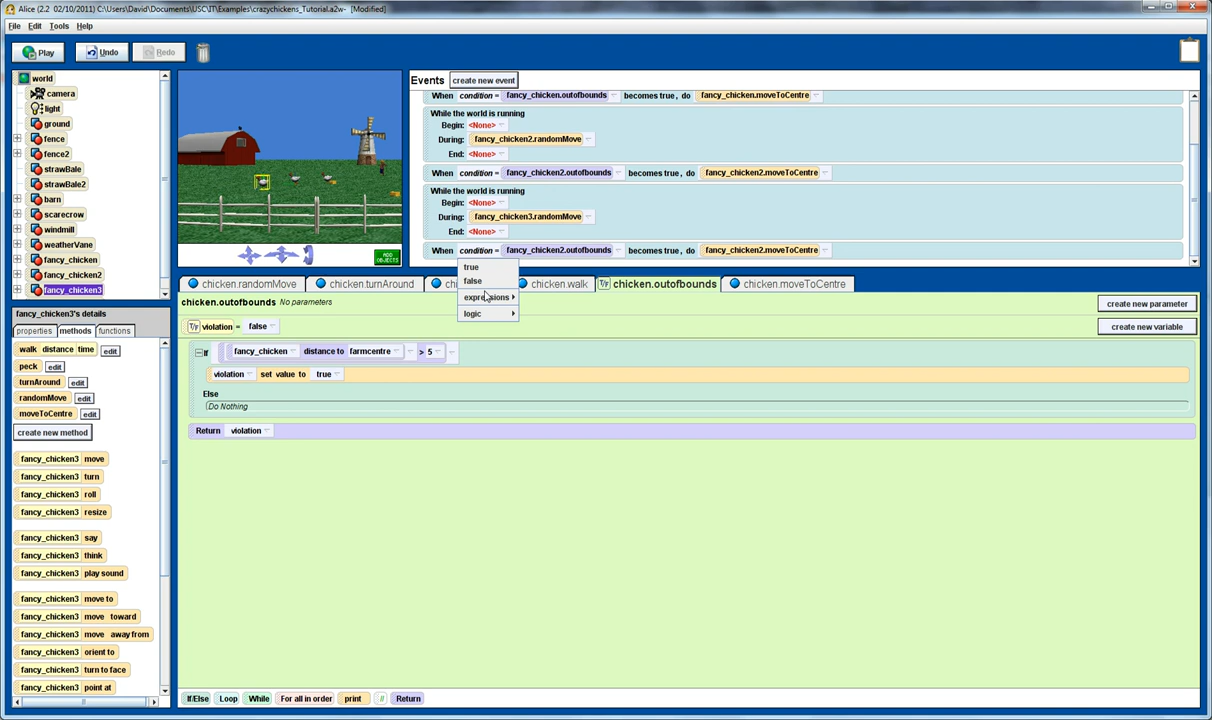 Alice (2.2 02/10/2011) C:\Users\David\Documents\USC\IT\Examples\crazychickens_Tutorial.a2w- [Modified]
File Edit Tools Help
Play Undo Redo
world
camera
light
ground
fence
fence2
strawBale
strawBale2
barn
scarecrow
windmill
weatherVane
fancy_chicken
fancy_chicken2
fancy_chicken3
ADD OBJECTS
Events create new event
When condition = fancy_chicken.outofbounds becomes true, do fancy_chicken.moveToCentre
While the world is running
Begin: <None>
During: fancy_chicken2.randomMove
End: <None>
When condition = fancy_chicken2.outofbounds becomes true, do fancy_chicken2.moveToCentre
While the world is running
Begin: <None>
During: fancy_chicken3.randomMove
End: <None>
When condition = fancy_chicken2.outofbounds becomes true, do fancy_chicken2.moveToCentre
true
false
expressions
logic
fancy_chicken3's details
properties methods functions
walk distance time edit
peck edit
turnAround edit
randomMove edit
moveToCentre edit
create new method
fancy_chicken3 move
fancy_chicken3 turn
fancy_chicken3 roll
fancy_chicken3 resize
fancy_chicken3 say
fancy_chicken3 think
fancy_chicken3 play sound
fancy_chicken3 move to
fancy_chicken3 move toward
fancy_chicken3 move away from
fancy_chicken3 orient to
fancy_chicken3 turn to face
fancy_chicken3 point at
chicken.randomMove chicken.turnAround chicken.walk chicken.outofbounds chicken.moveToCentre
chicken.outofbounds No parameters
create new parameter
T/F violation = false
create new variable
If fancy_chicken distance to farmcentre > 5
violation set value to true
Else
Do Nothing
Return violation
If/Else Loop While For all in order print // Return